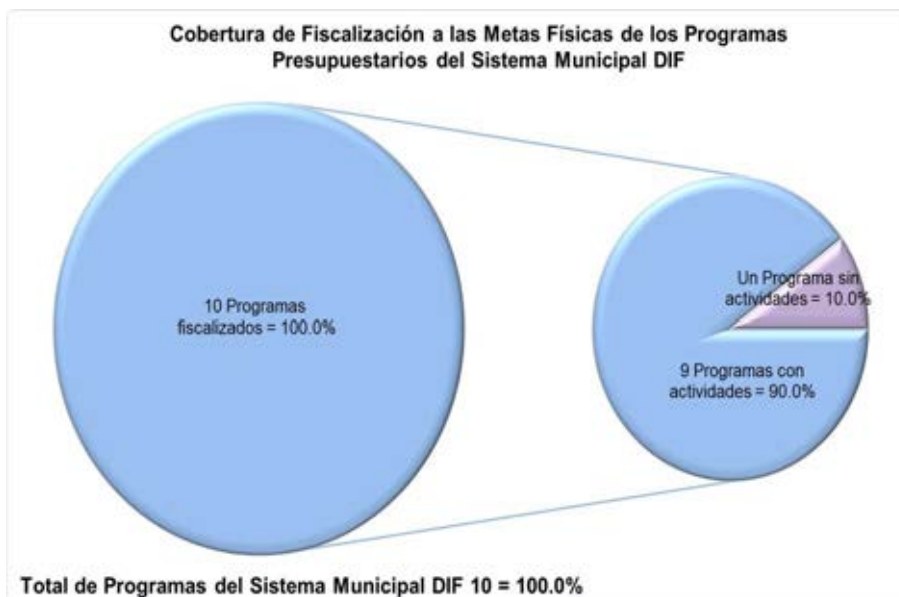 Cobertura de Fiscalización a las Metas Físicas de los Programas
Presupuestarios del Sistema Municipal DIF
10 Programas
fiscalizados = 100.0%
Un Programa sin
actividades = 10.0%
9 Programas con
actividades = 90.0%
Total de Programas del Sistema Municipal DIF 10 = 100.0%